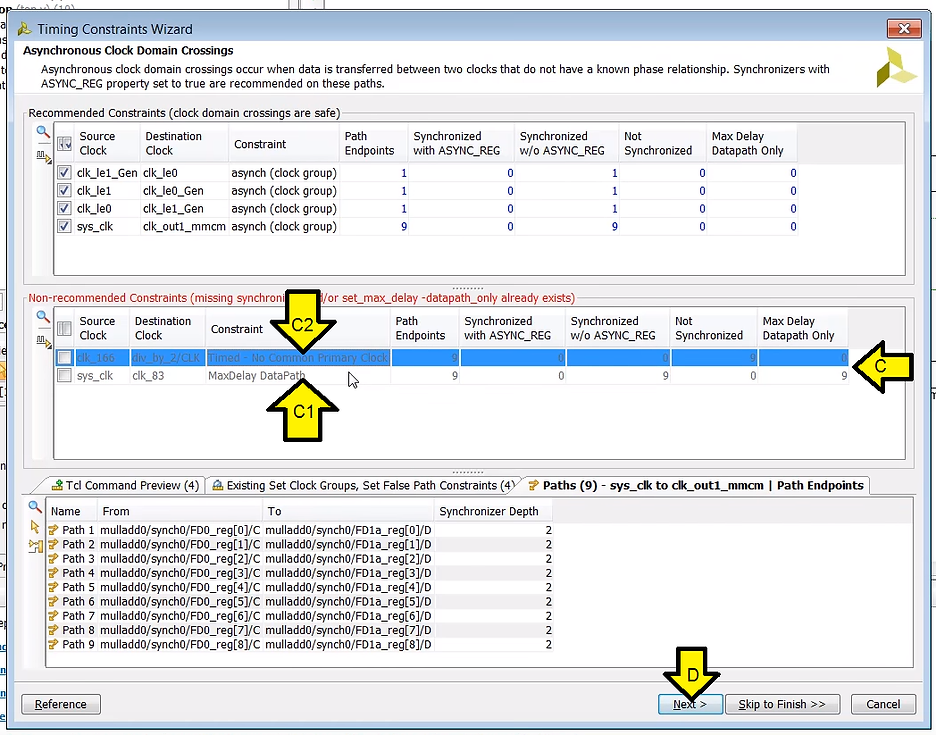 Timing Constraints Wizard
Asynchronous Clock Domain Crossings
Asynchronous clock domain crossings occur when data is transferred between two clocks that do not have a known phase relationship. Synchronizers with
ASYNC_REG property set to true are recommended on these paths.
Recommended Constraints (clock domain crossings are safe)
Source Clock Destination Clock Constraint Path Endpoints Synchronized with ASYNC_REG Synchronized w/o ASYNC_REG Not Synchronized Max Delay Datapath Only
clk_le1_Gen clk_le0 asynch (clock group) 1 0 1 0 0
clk_le1 clk_le0_Gen asynch (clock group) 1 0 1 0 0
clk_le0 clk_le1_Gen asynch (clock group) 1 0 1 0 0
sys_clk clk_out1_mmcm asynch (clock group) 9 0 9 0 0
Non-recommended Constraints (missing synchroni d/or set_max_delay -datapath_only already exists)
C2
Source Clock Destination Clock Constraint Path Endpoints Synchronized with ASYNC_REG Synchronized w/o ASYNC_REG Not Synchronized Max Delay Datapath Only
clk_166 div_by_2/CLK Timed - No Common Primary Clock 9 0 0 9 0
C
sys_clk clk_83 MaxDelay DataPath 9 0 9 0 9
C1
Tcl Command Preview (4) Existing Set Clock Groups, Set False Path Constraints (4) Paths (9) - sys_clk to clk_out1_mmcm | Path Endpoints
Name From To Synchronizer Depth
Path 1 mulladd0/synch0/FD0_reg[0]/C mulladd0/synch0/FD1a_reg[0]/D 2
Path 2 mulladd0/synch0/FD0_reg[1]/C mulladd0/synch0/FD1a_reg[1]/D 2
Path 3 mulladd0/synch0/FD0_reg[2]/C mulladd0/synch0/FD1a_reg[2]/D 2
Path 4 mulladd0/synch0/FD0_reg[3]/C mulladd0/synch0/FD1a_reg[3]/D 2
Path 5 mulladd0/synch0/FD0_reg[4]/C mulladd0/synch0/FD1a_reg[4]/D 2
Path 6 mulladd0/synch0/FD0_reg[5]/C mulladd0/synch0/FD1a_reg[5]/D 2
Path 7 mulladd0/synch0/FD0_reg[6]/C mulladd0/synch0/FD1a_reg[6]/D 2
Path 8 mulladd0/synch0/FD0_reg[7]/C mulladd0/synch0/FD1a_reg[7]/D 2
Path 9 mulladd0/synch0/FD0_reg[8]/C mulladd0/synch0/FD1a_reg[8]/D 2
D
Reference Next > Skip to Finish >> Cancel